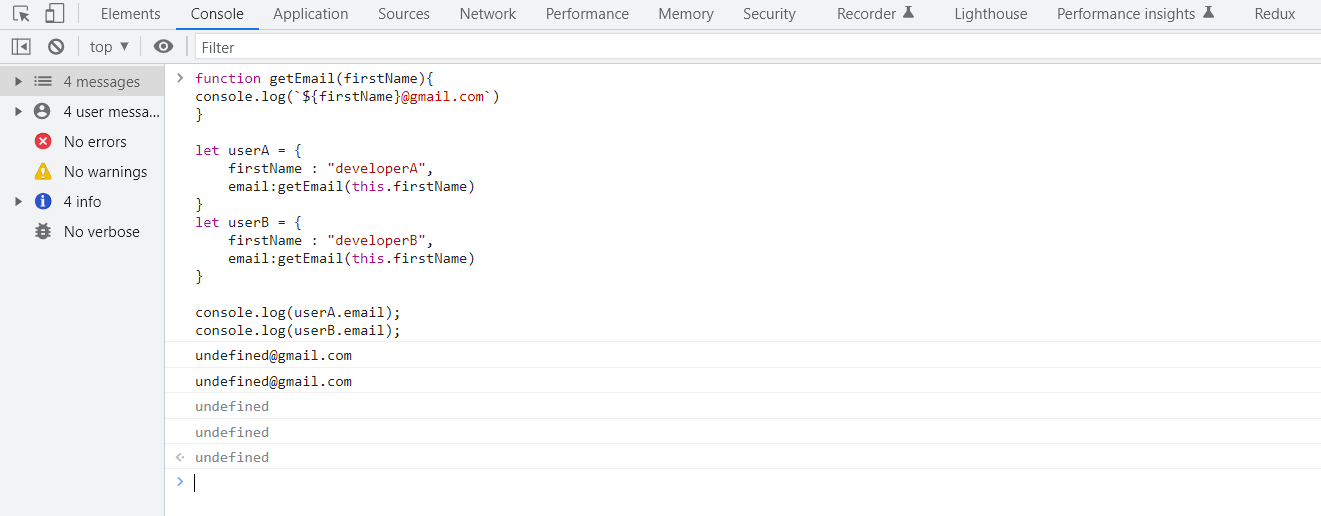 Elements Console Application Sources Network Performance Memory Security Recorder Lighthouse Performance insights Redux
top ▼ Filter
4 messages
4 user messa...
No errors
No warnings
4 info
No verbose
function getEmail(firstName){
console.log(`${firstName}@gmail.com`)
}
let userA = {
    firstName : "developerA",
    email:getEmail(this.firstName)
}
let userB = {
    firstName : "developerB",
    email:getEmail(this.firstName)
}
console.log(userA.email);
console.log(userB.email);
undefined@gmail.com
undefined@gmail.com
undefined
undefined
undefined